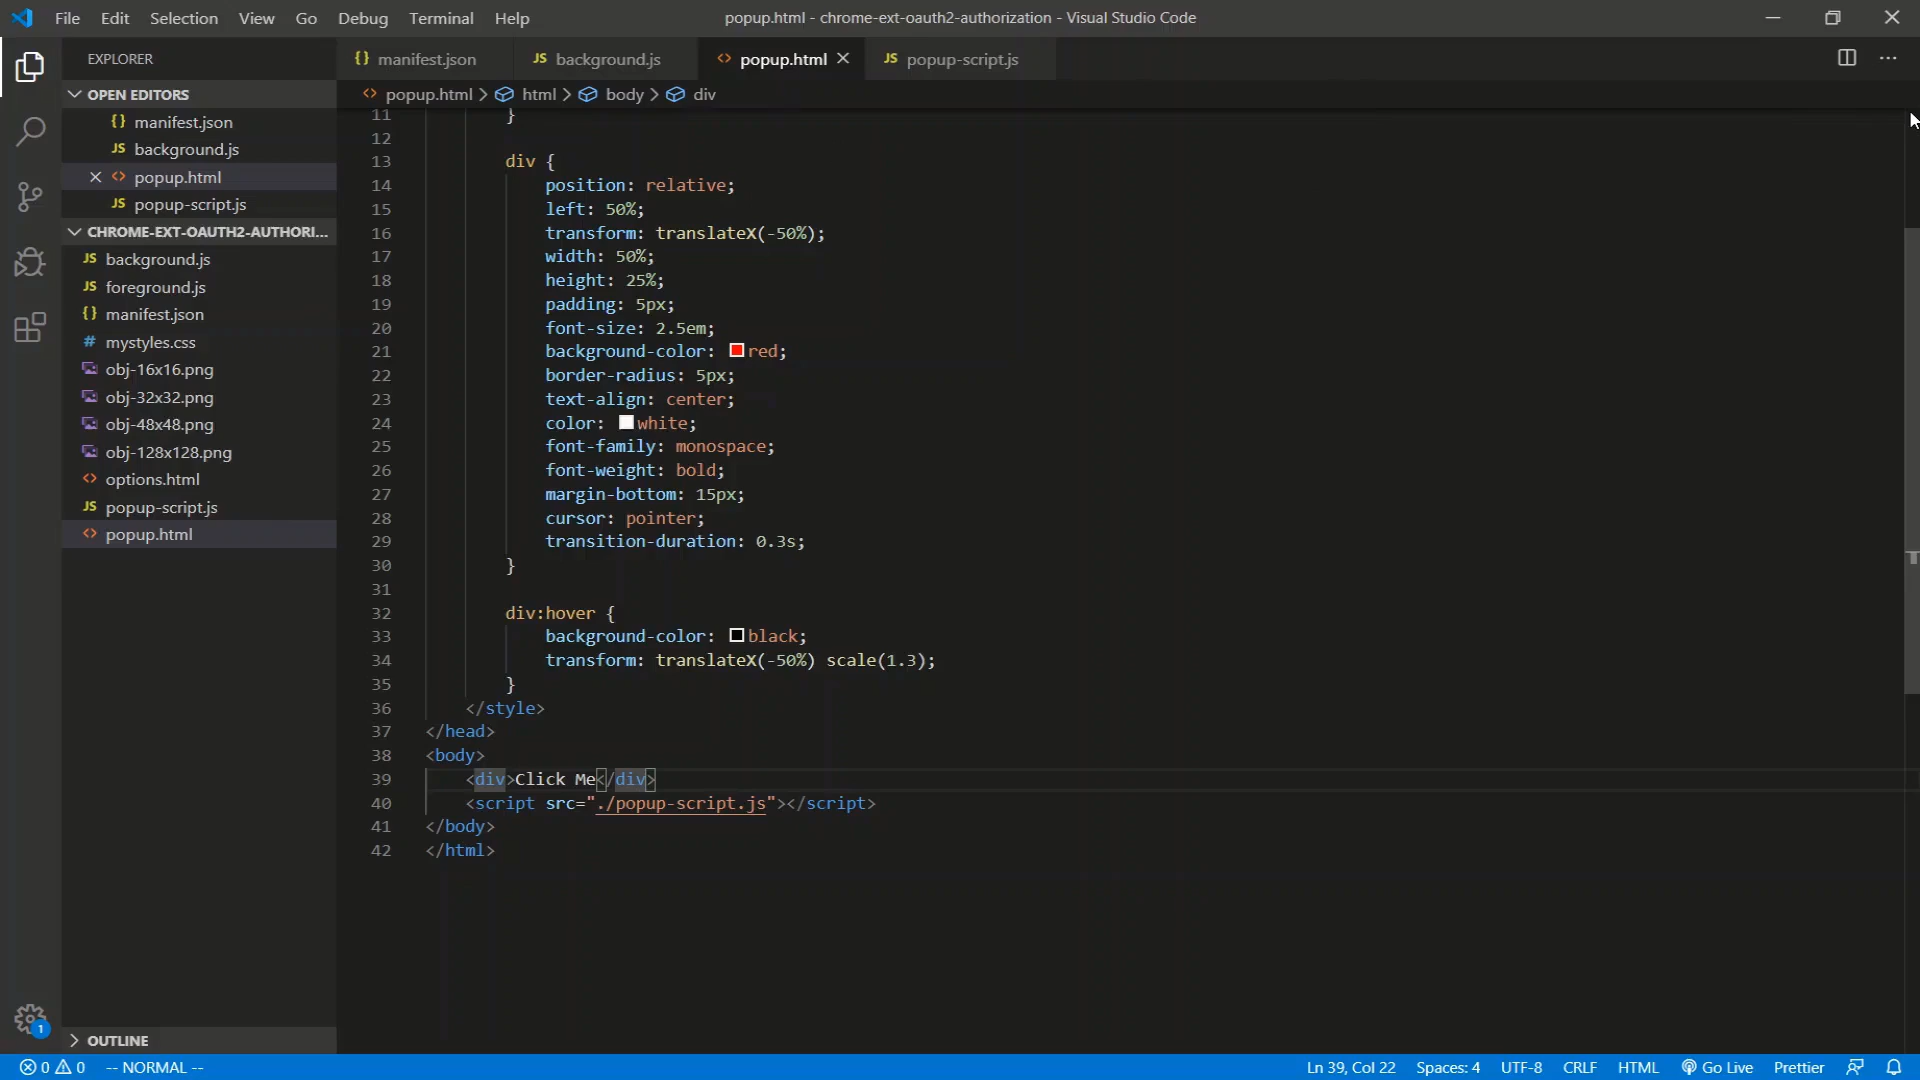 File Edit Selection View Go Debug Terminal Help
popup.html - chrome-ext-oauth2-authorization - Visual Studio Code
EXPLORER
OPEN EDITORS
{} manifest.json
JS background.js
<> popup.html
JS popup-script.js
CHROME-EXT-OAUTH2-AUTHORI...
JS background.js
JS foreground.js
{} manifest.json
# mystyles.css
obj-16x16.png
obj-32x32.png
obj-48x48.png
obj-128x128.png
<> options.html
JS popup-script.js
<> popup.html
OUTLINE
{} manifest.json JS background.js <> popup.html JS popup-script.js
<> popup.html > html > body > div
11 }
12
13 div {
14 position: relative;
15 left: 50%;
16 transform: translateX(-50%);
17 width: 50%;
18 height: 25%;
19 padding: 5px;
20 font-size: 2.5em;
21 background-color: red;
22 border-radius: 5px;
23 text-align: center;
24 color: white;
25 font-family: monospace;
26 font-weight: bold;
27 margin-bottom: 15px;
28 cursor: pointer;
29 transition-duration: 0.3s;
30 }
31
32 div:hover {
33 background-color: black;
34 transform: translateX(-50%) scale(1.3);
35 }
36 </style>
37 </head>
38 <body>
39 <div>Click Me</div>
40 <script src="./popup-script.js"></script>
41 </body>
42 </html>
1
0 0 -- NORMAL -- Ln 39, Col 22 Spaces: 4 UTF-8 CRLF HTML Go Live Prettier